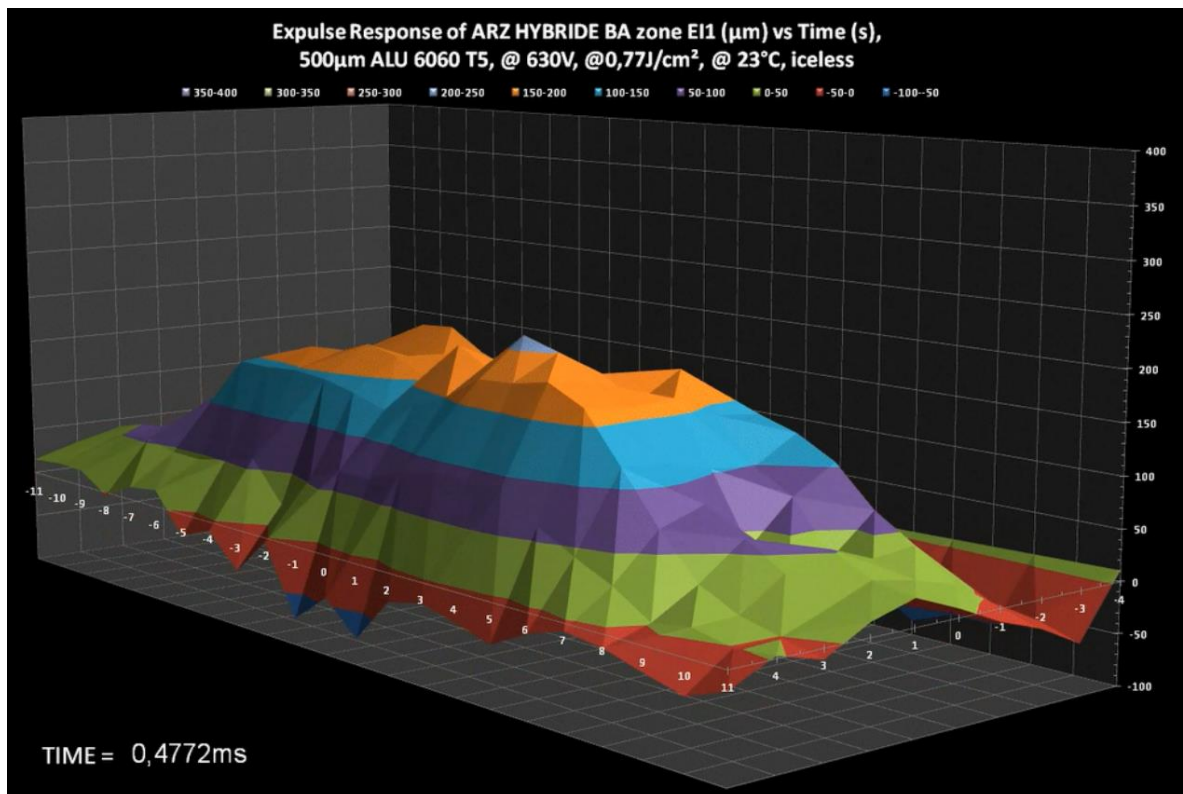 Expulse Response of ARZ HYBRIDE BA zone EI1 (µm) vs Time (s),
500µm ALU 6060 T5, @ 630V, @0,77J/cm², @ 23°C, iceless
350-400 300-350 250-300 200-250 150-200 100-150 50-100 0-50 -50-0 -100--50
400
350
300
250
200
150
100
50
0
-50
-100
-11 -10 -9 -8 -7 -6 -5 -4 -3 -2 -1 0 1 2 3 4 5 6 7 8 9 10 11
4 3 2 1 0 -1 -2 -3 -4
TIME = 0,4772ms